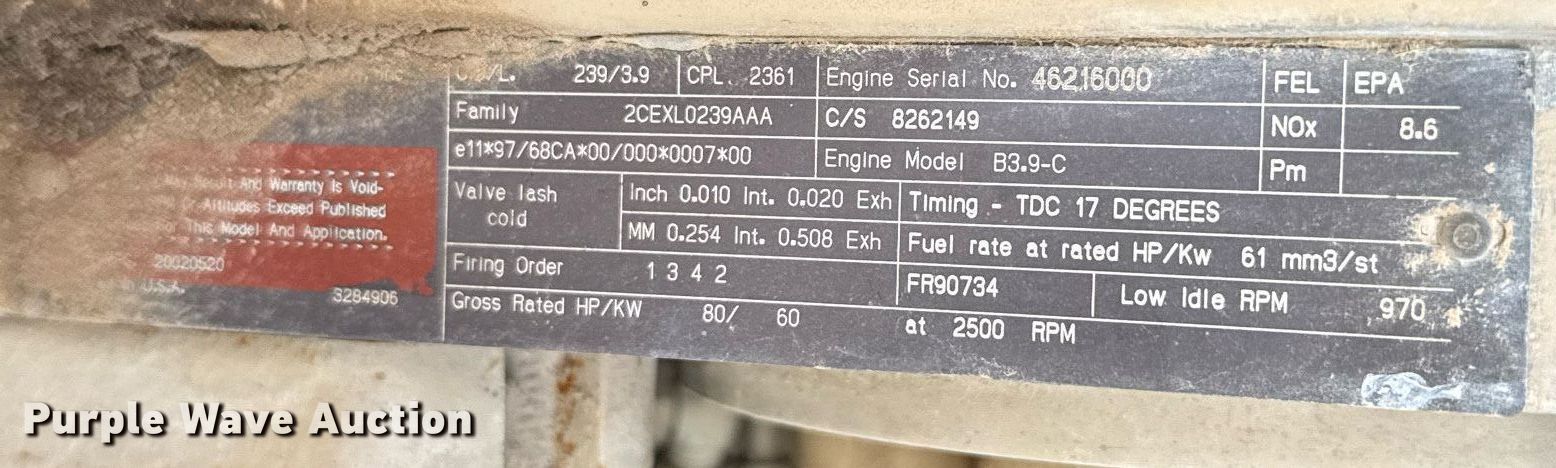 239/3.9 CPL 2361 Engine Serial No. 46216000 FEL EPA
Family 2CEXL0239AAA C/S 8262149 NOx 8.6
e11*97/68CA*00/000*0007*00 Engine Model B3.9-C Pm
Valve lash cold Inch 0.010 Int. 0.020 Exh Timing - TDC 17 DEGREES
MM 0.254 Int. 0.508 Exh Fuel rate at rated HP/Kw 61 mm3/st
Firing Order 1 3 4 2 FR90734 Low Idle RPM 970
Gross Rated HP/KW 80/ 60 at 2500 RPM
And Warranty Is Void-
Altitudes Exceed Published
This Model And Application.
20020520
U.S.A. 3284906
Purple Wave Auction